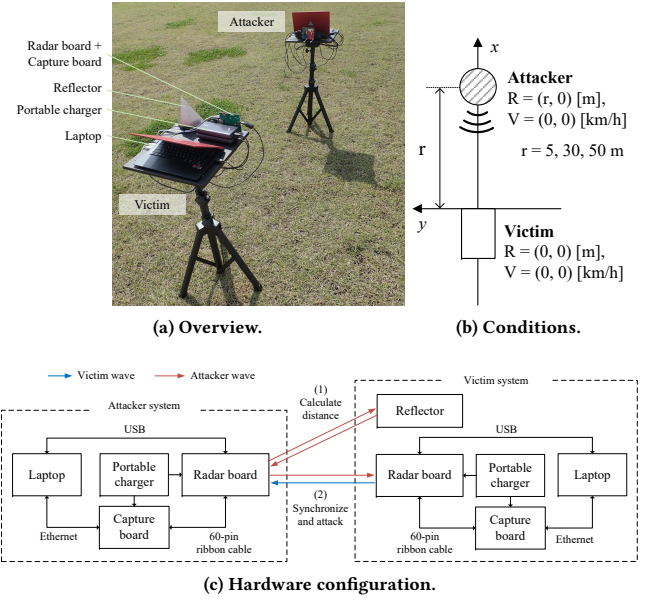 Attacker
Radar board +
Capture board
Reflector
Portable charger
Laptop
Victim
(a) Overview.
x
Attacker
R = (r, 0) [m],
V = (0, 0) [km/h]
r
r = 5, 30, 50 m
y
Victim
R = (0, 0) [m],
V = (0, 0) [km/h]
(b) Conditions.
Victim wave
Attacker wave
Attacker system
USB
Laptop
Portable
charger
Radar board
Capture
board
Ethernet
60-pin
ribbon cable
(1)
Calculate
distance
(2)
Synchronize
and attack
Victim system
Reflector
USB
Radar board
Portable
charger
Laptop
Capture
board
60-pin
ribbon cable
Ethernet
(c) Hardware configuration.